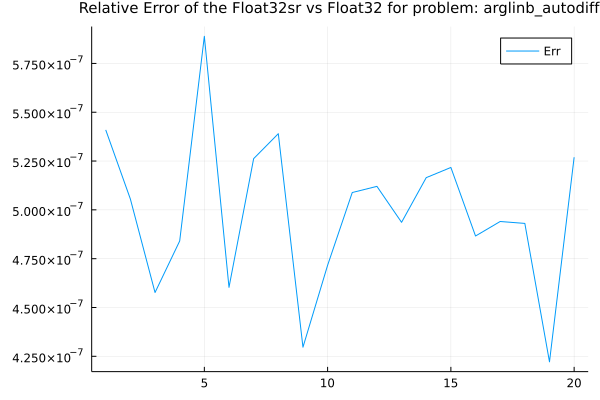 Relative Error of the Float32sr vs Float32 for problem: arglinb_autodiff
Err
5.750×10⁻⁷
5.500×10⁻⁷
5.250×10⁻⁷
5.000×10⁻⁷
4.750×10⁻⁷
4.500×10⁻⁷
4.250×10⁻⁷
5 10 15 20